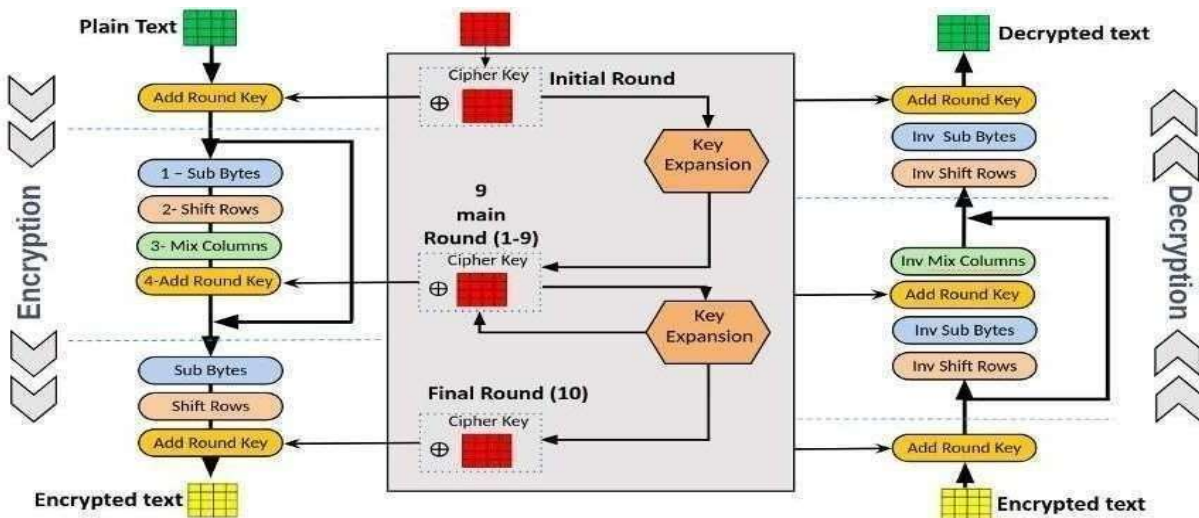 Plain Text
Add Round Key
1 – Sub Bytes
2- Shift Rows
3- Mix Columns
4-Add Round Key
Sub Bytes
Shift Rows
Add Round Key
Encrypted text
Encryption
Cipher Key
Initial Round
⊕
Key
Expansion
9
main
Round (1-9)
Cipher Key
⊕
Key
Expansion
Final Round (10)
Cipher Key
⊕
Decrypted text
Add Round Key
Inv Sub Bytes
Inv Shift Rows
Inv Mix Columns
Add Round Key
Inv Sub Bytes
Inv Shift Rows
Add Round Key
Encrypted text
Decryption